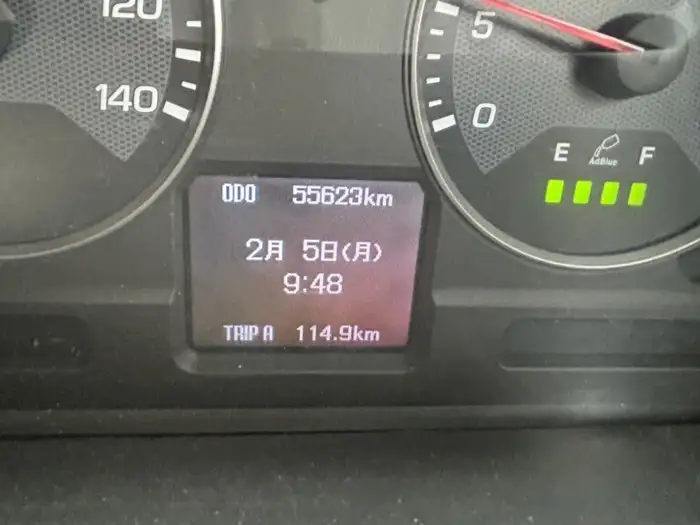 120
140
5
0
E AdBlue F
ODO 55623km
2月 5日(月)
9:48
TRIP A 114.9km